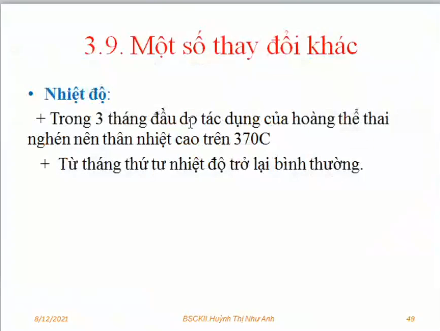 3.9. Một số thay đổi khác
• Nhiệt độ:
+ Trong 3 tháng đầu dp tác dụng của hoàng thể thai
nghén nên thân nhiệt cao trên 370C
+ Từ tháng thứ tư nhiệt độ trở lại bình thường.
8/12/2021 BSCKII.Huỳnh Thị Như Anh 49